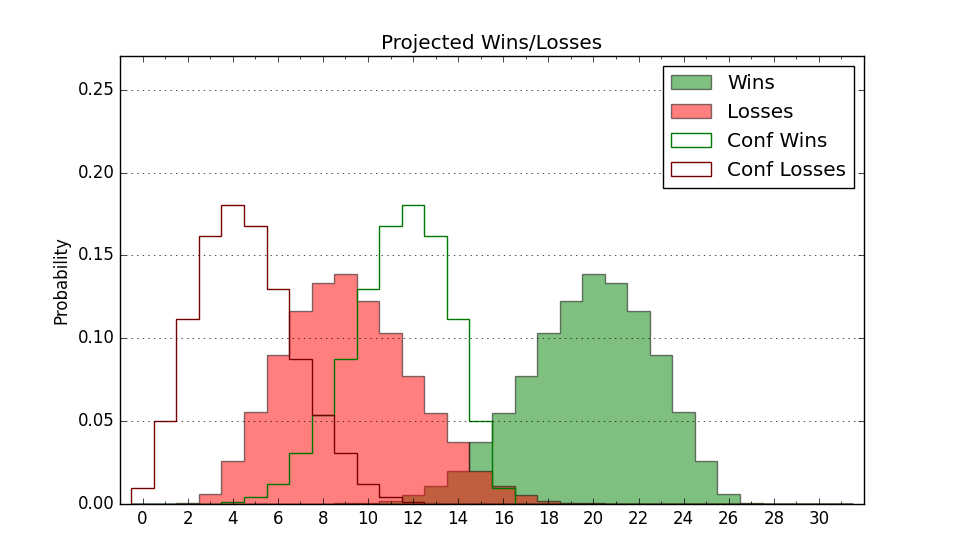 Projected Wins/Losses
Probability
0.25
0.20
0.15
0.10
0.05
0.00
0 2 4 6 8 10 12 14 16 18 20 22 24 26 28 30
Wins
Losses
Conf Wins
Conf Losses